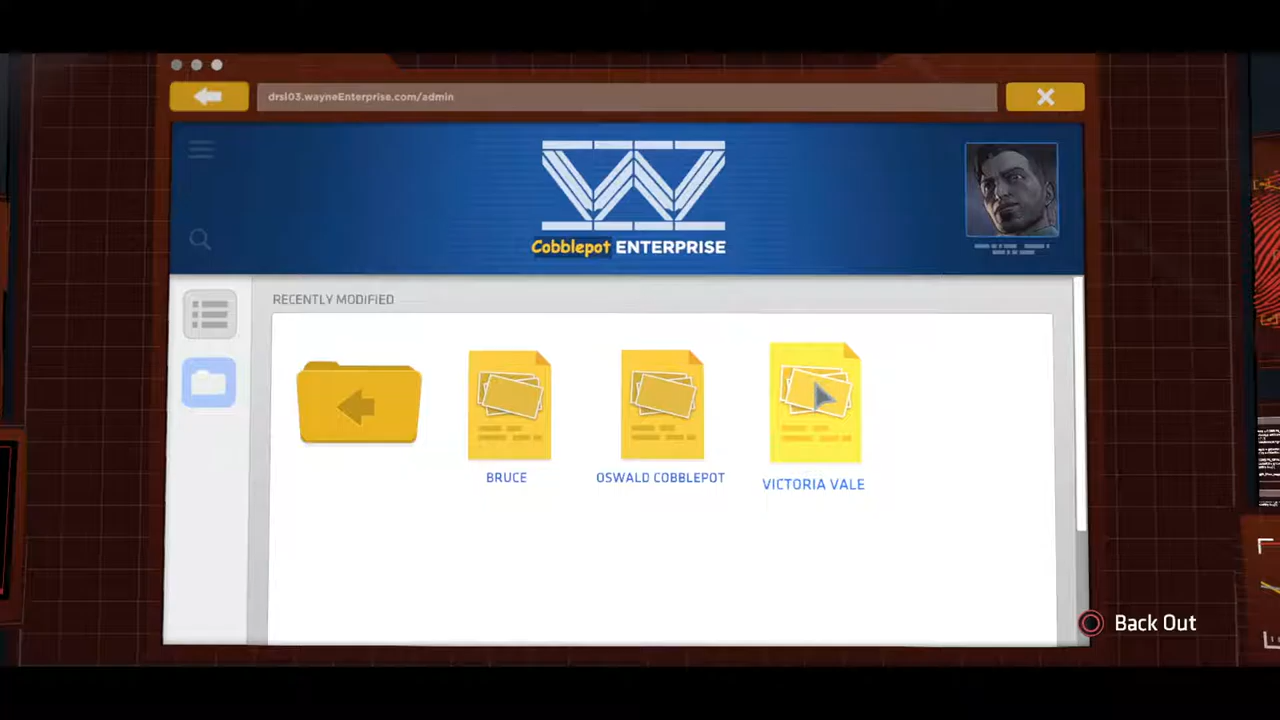 drsl03.wayneEnterprise.com/admin
Cobblepot ENTERPRISE
RECENTLY MODIFIED
BRUCE
OSWALD COBBLEPOT
VICTORIA VALE
Back Out